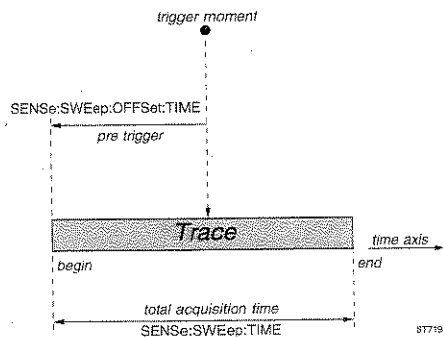 trigger moment
SENSe:SWEep:OFFSet:TIME
pre trigger
Trace
time axis
begin
end
total acquisition time
SENSe:SWEep:TIME
ST719